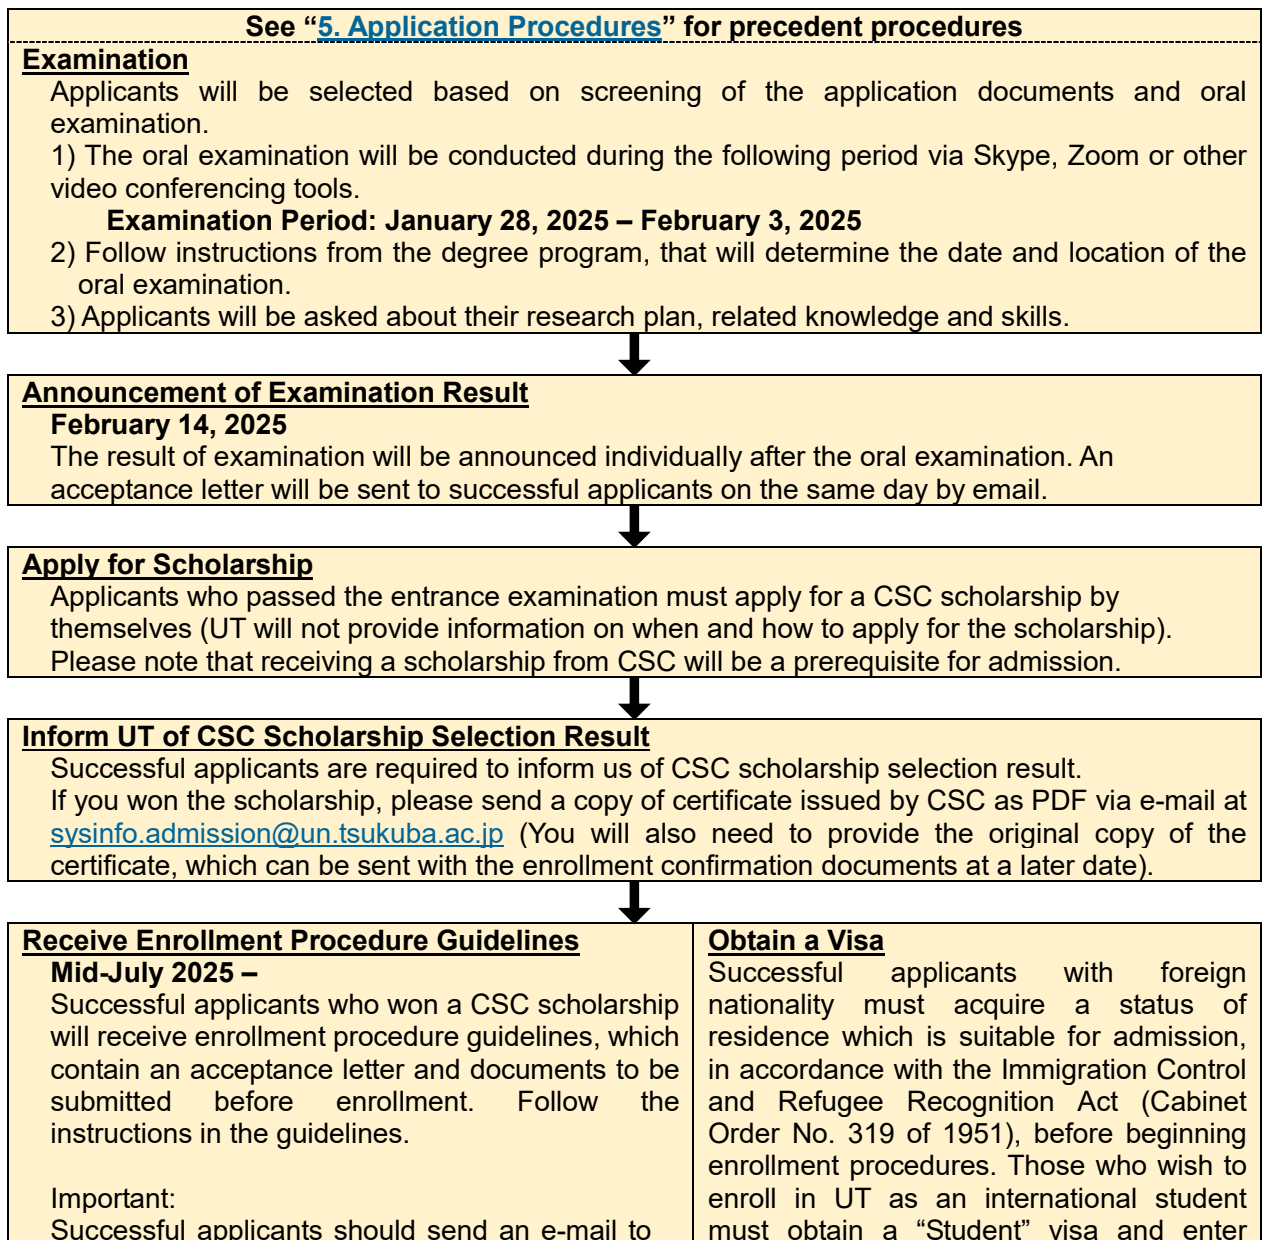 See “5. Application Procedures” for precedent procedures
Examination
Applicants will be selected based on screening of the application documents and oral
examination.
1) The oral examination will be conducted during the following period via Skype, Zoom or other
video conferencing tools.
Examination Period: January 28, 2025 – February 3, 2025
2) Follow instructions from the degree program, that will determine the date and location of the
oral examination.
3) Applicants will be asked about their research plan, related knowledge and skills.
Announcement of Examination Result
February 14, 2025
The result of examination will be announced individually after the oral examination. An
acceptance letter will be sent to successful applicants on the same day by email.
Apply for Scholarship
Applicants who passed the entrance examination must apply for a CSC scholarship by
themselves (UT will not provide information on when and how to apply for the scholarship).
Please note that receiving a scholarship from CSC will be a prerequisite for admission.
Inform UT of CSC Scholarship Selection Result
Successful applicants are required to inform us of CSC scholarship selection result.
If you won the scholarship, please send a copy of certificate issued by CSC as PDF via e-mail at
sysinfo.admission@un.tsukuba.ac.jp (You will also need to provide the original copy of the
certificate, which can be sent with the enrollment confirmation documents at a later date).
Receive Enrollment Procedure Guidelines
Mid-July 2025 –
Successful applicants who won a CSC scholarship
will receive enrollment procedure guidelines, which
contain an acceptance letter and documents to be
submitted before enrollment. Follow the
instructions in the guidelines.
Important:
Successful applicants should send an e-mail to
Obtain a Visa
Successful applicants with foreign
nationality must acquire a status of
residence which is suitable for admission,
in accordance with the Immigration Control
and Refugee Recognition Act (Cabinet
Order No. 319 of 1951), before beginning
enrollment procedures. Those who wish to
enroll in UT as an international student
must obtain a “Student” visa and enter